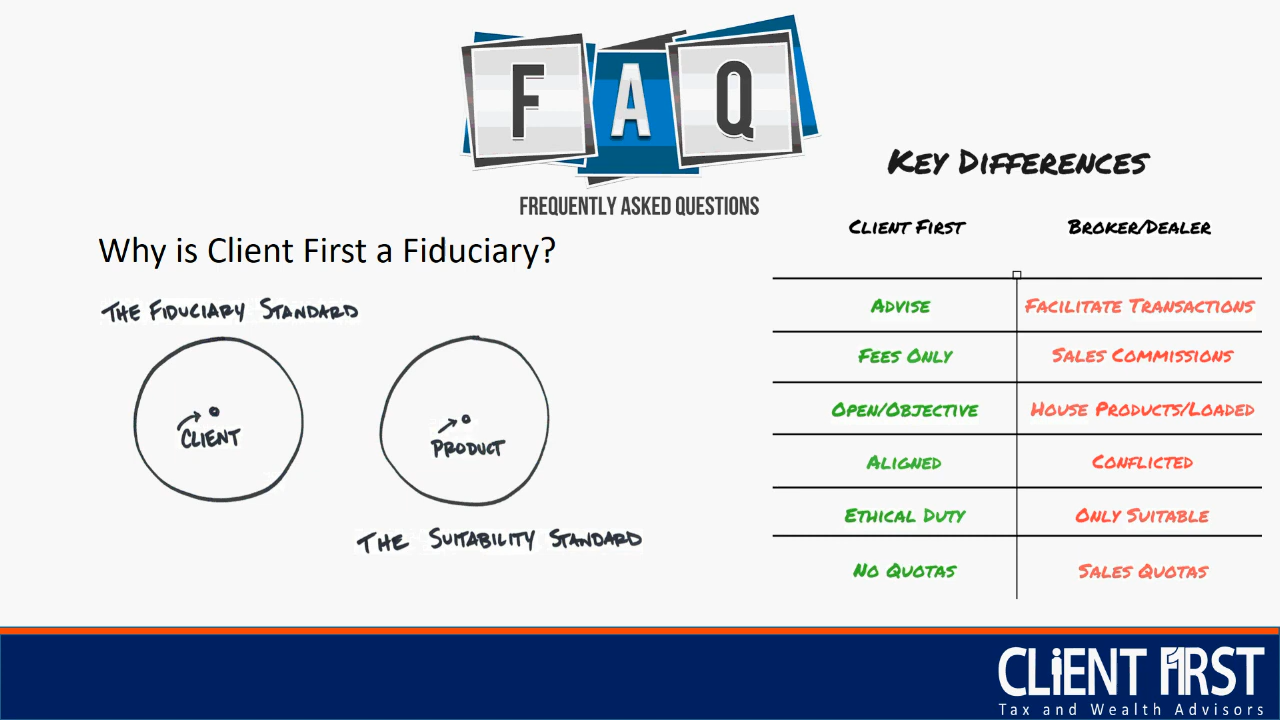 FAQ
FREQUENTLY ASKED QUESTIONS
Why is Client First a Fiduciary?
THE FIDUCIARY STANDARD
CLIENT
PRODUCT
THE SUITABILITY STANDARD
KEY DIFFERENCES
CLIENT FIRST BROKER/DEALER
ADVISE FACILITATE TRANSACTIONS
FEES ONLY SALES COMMISSIONS
OPEN/OBJECTIVE HOUSE PRODUCTS/LOADED
ALIGNED CONFLICTED
ETHICAL DUTY ONLY SUITABLE
NO QUOTAS SALES QUOTAS
CLiENT FIRST
Tax and Wealth Advisors